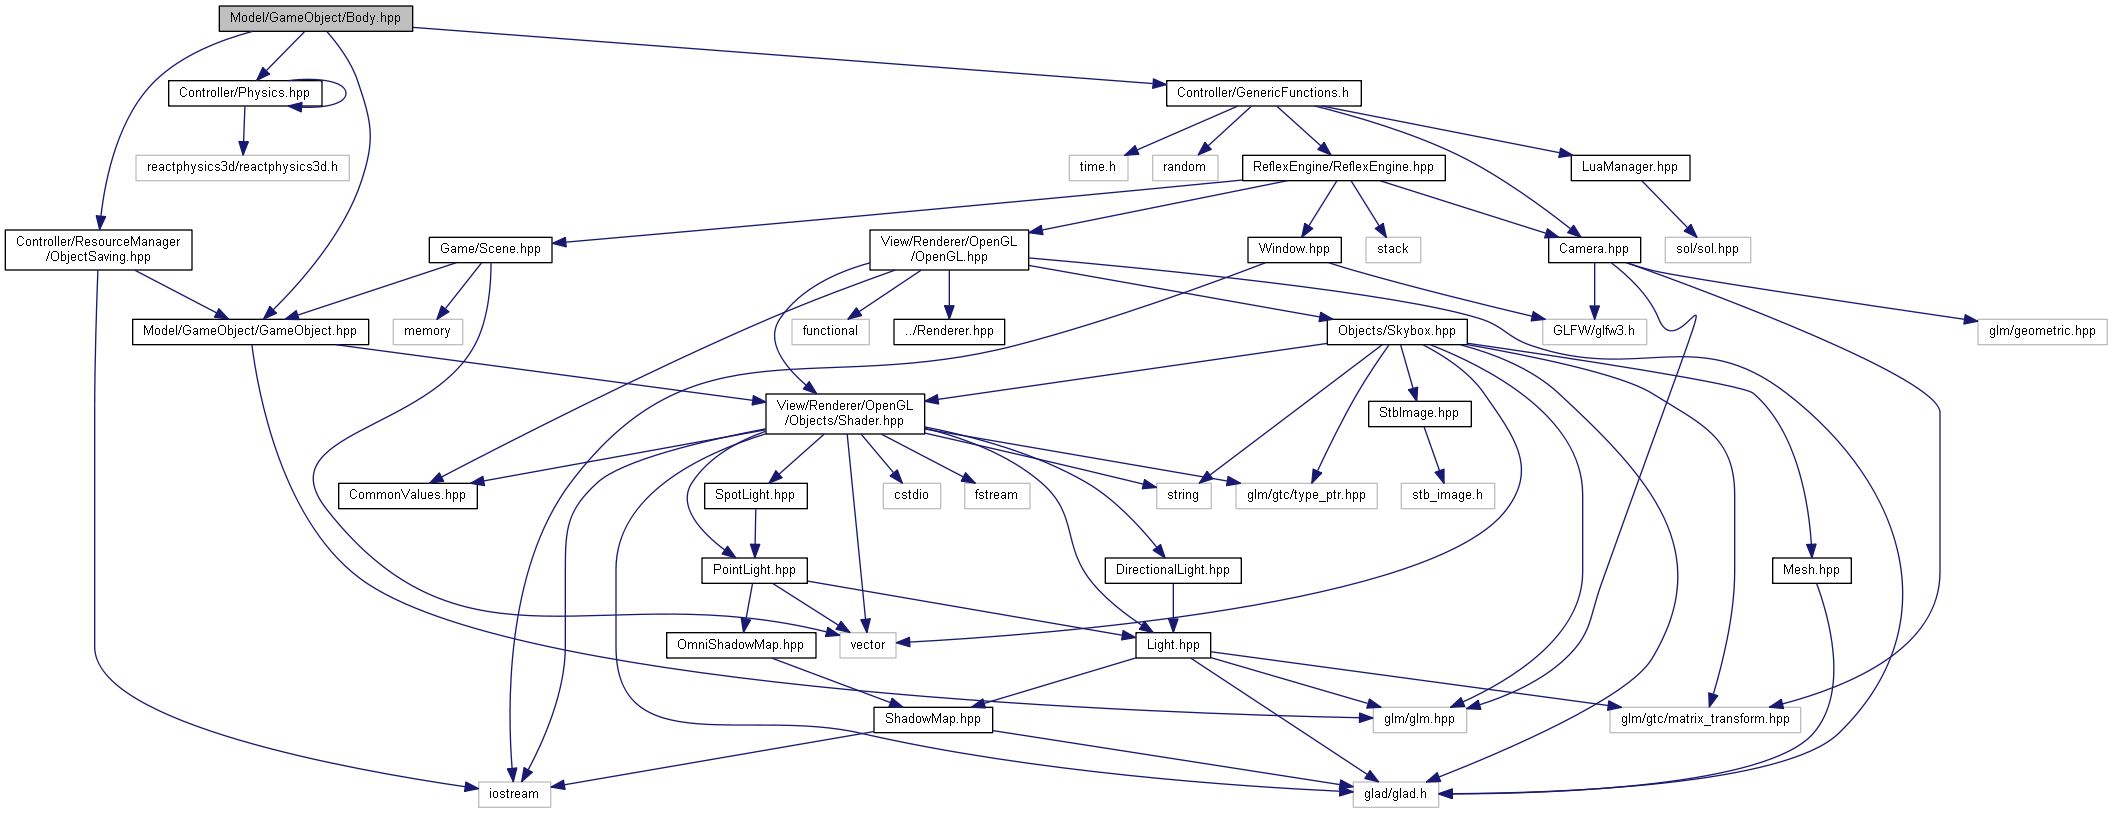 Model/GameObject/Body.hpp
Controller/Physics.hpp
Controller/GenericFunctions.h
reactphysics3d/reactphysics3d.h
time.h
random
ReflexEngine/ReflexEngine.hpp
LuaManager.hpp
Controller/ResourceManager
/ObjectSaving.hpp
Game/Scene.hpp
View/Renderer/OpenGL
/OpenGL.hpp
Window.hpp
stack
Camera.hpp
sol/sol.hpp
Model/GameObject/GameObject.hpp
memory
functional
../Renderer.hpp
Objects/Skybox.hpp
GLFW/glfw3.h
glm/geometric.hpp
View/Renderer/OpenGL
/Objects/Shader.hpp
StbImage.hpp
CommonValues.hpp
SpotLight.hpp
cstdio
fstream
string
glm/gtc/type_ptr.hpp
stb_image.h
PointLight.hpp
DirectionalLight.hpp
Mesh.hpp
OmniShadowMap.hpp
vector
Light.hpp
ShadowMap.hpp
glm/glm.hpp
glm/gtc/matrix_transform.hpp
iostream
glad/glad.h